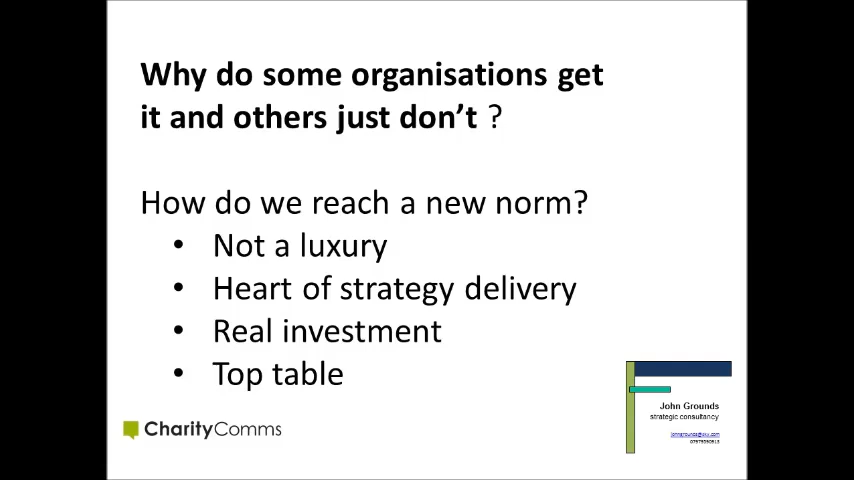 Why do some organisations get
it and others just don't ?
How do we reach a new norm?
• Not a luxury
• Heart of strategy delivery
• Real investment
• Top table
CharityComms
John Grounds
strategic consultancy